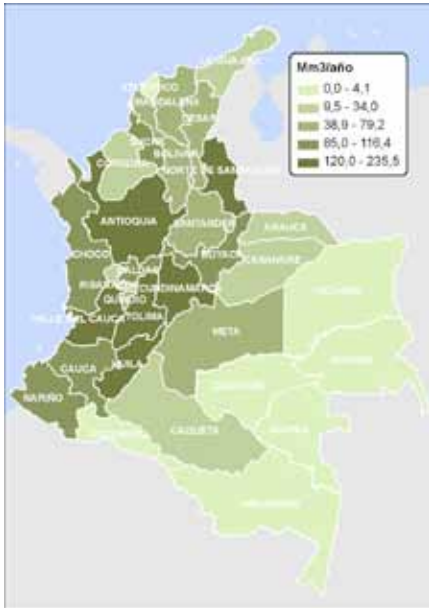 Mm3/año
0,0 - 4,1
9,5 - 34,0
38,9 - 79,2
85,0 - 116,4
120,0 - 235,5
MAGDALENA
CESAR
SUCRE
BOLIVAR
CORDOBA
NORTE DE SANTANDER
ANTIOQUIA
SANTANDER
ARAUCA
CHOCO
BOYACA
CASANARE
CALDAS
RISARALDA
CUNDINAMARCA
QUINDIO
VALLE DEL CAUCA
TOLIMA
META
CAUCA
HUILA
NARIÑO
CAQUETA